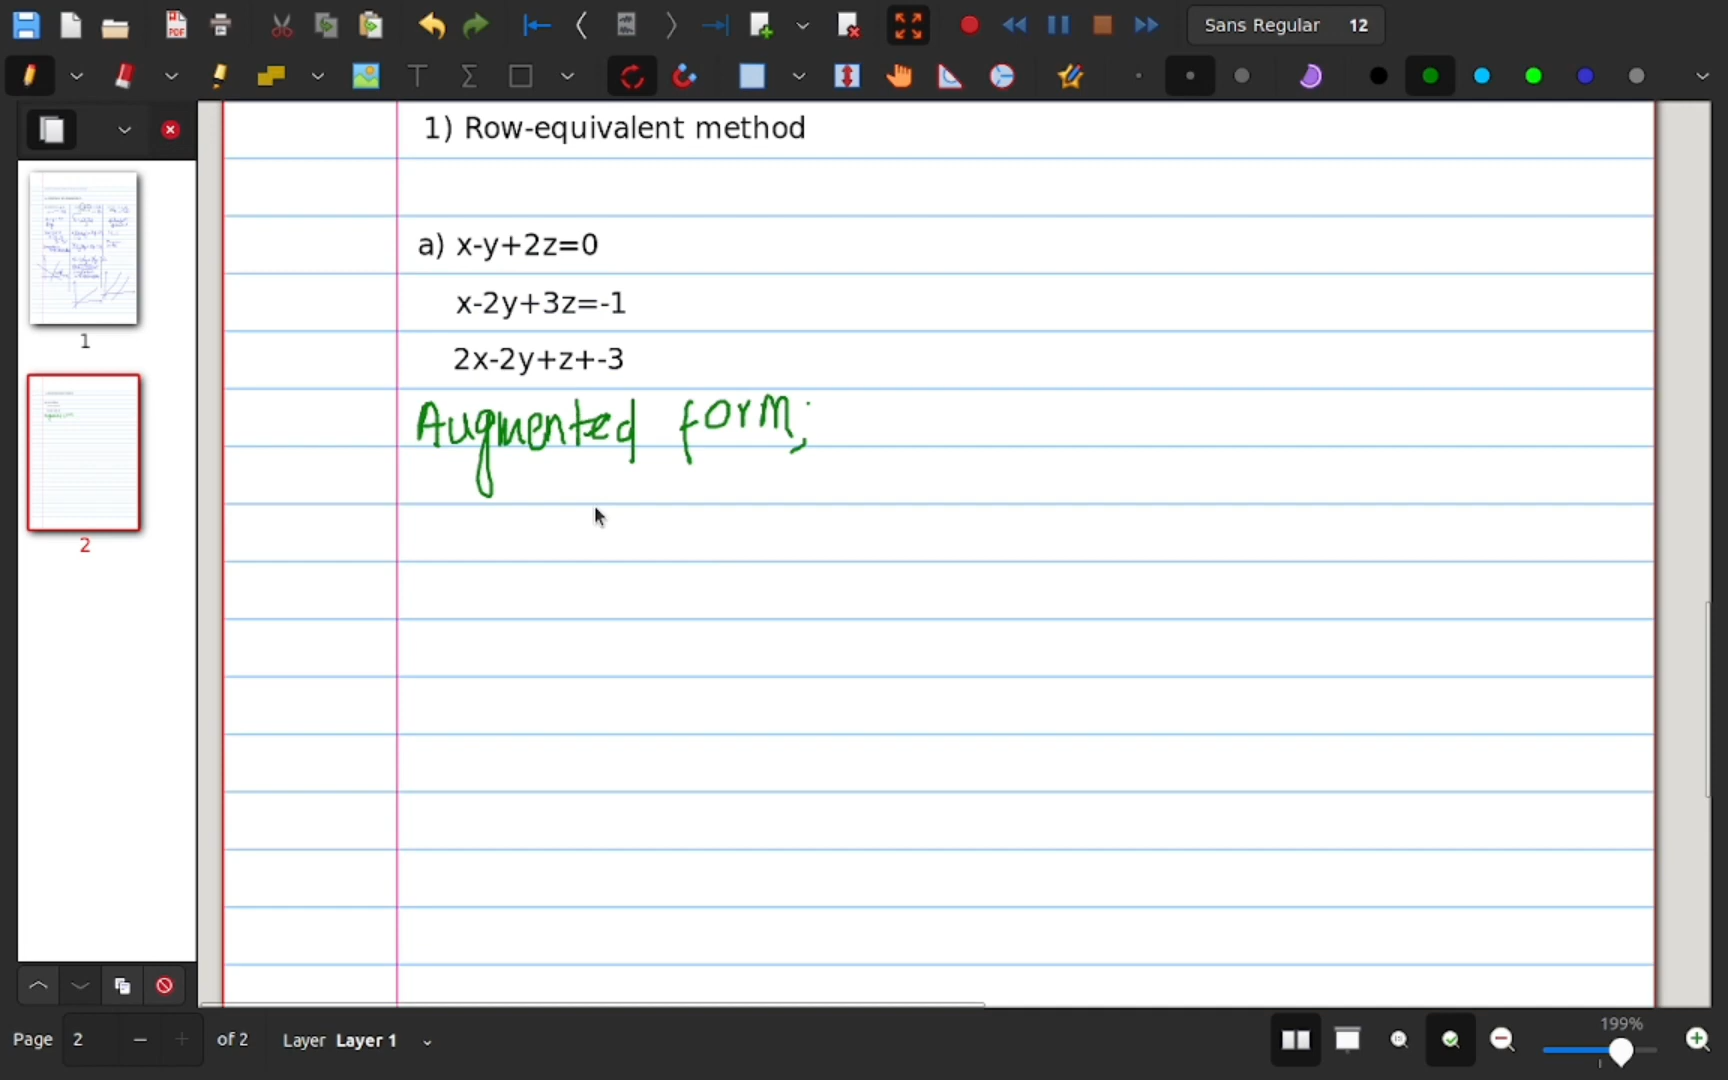 Sans Regular 12
1) Row-equivalent method
a) x-y+2z=0
x-2y+3z=-1
2x-2y+z+-3
Augmented form;
1
2
Page 2 of 2 Layer Layer 1
199%